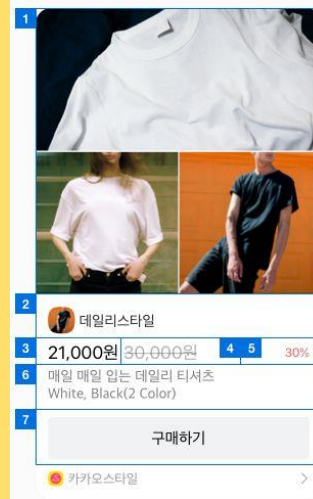 1
2
데일리스타일
3 21,000원 30,000원 4 5 30%
6 매일 매일 입는 데일리 티셔츠
White, Black(2 Color)
7
구매하기
카카오스타일